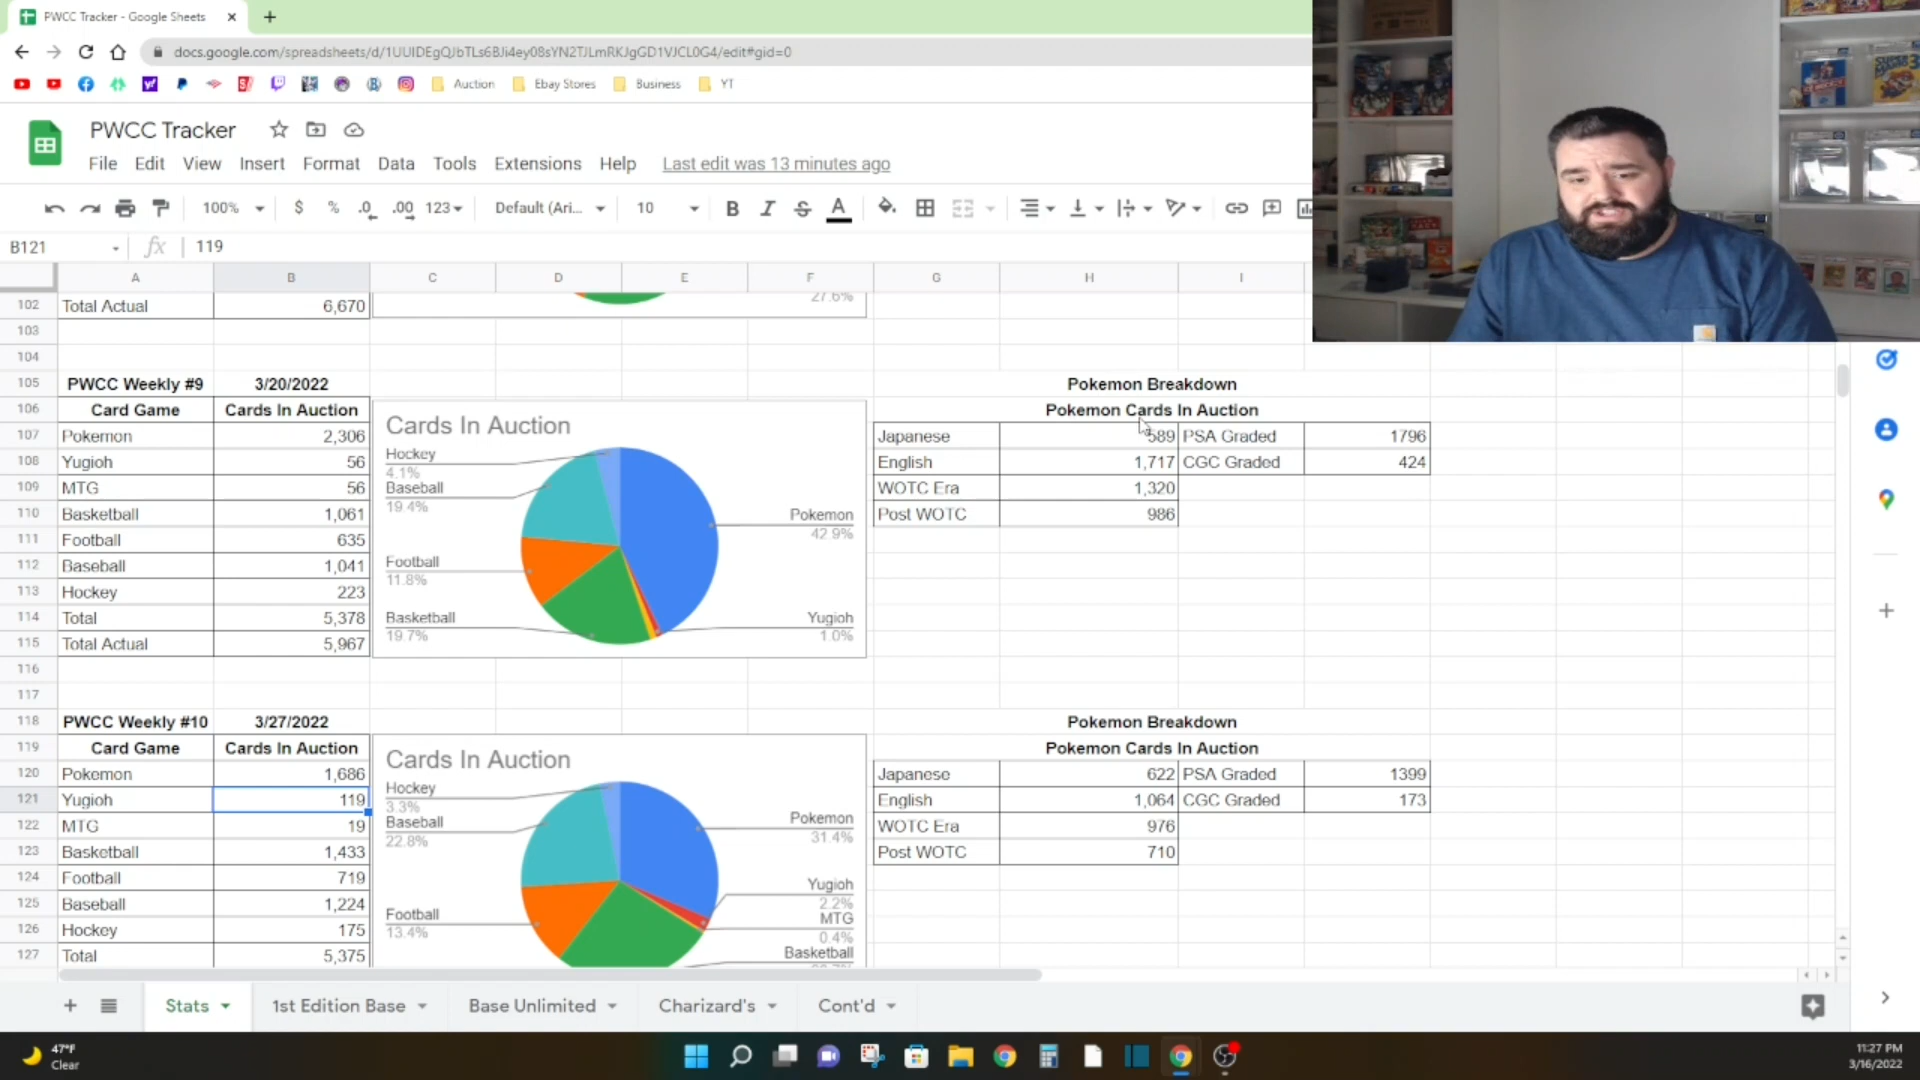 PWCC Tracker - Google Sheets
docs.google.com/spreadsheets/d/1UUIDEgQJbTLs6BJi4ey08sYN2TJLmRKJgGD1VJCL0G4/edit#gid=0
Auction Ebay Stores Business YT
PWCC Tracker
File Edit View Insert Format Data Tools Extensions Help Last edit was 13 minutes ago
100% $ % .0 .00 123 Default (Ari... 10 B I S A
B121 fx 119
A B C D E F G H I
102 Total Actual 6,670 27.6%
103
104
105 PWCC Weekly #9 3/20/2022 Pokemon Breakdown
106 Card Game Cards In Auction Pokemon Cards In Auction
107 Pokemon 2,306 Japanese 589 PSA Graded 1796
108 Yugioh 56 English 1,717 CGC Graded 424
109 MTG 56 WOTC Era 1,320
110 Basketball 1,061 Post WOTC 986
111 Football 635
112 Baseball 1,041
113 Hockey 223
114 Total 5,378
115 Total Actual 5,967
Cards In Auction
Hockey
4.1%
Baseball
19.4%
Pokemon
42.9%
Football
11.8%
Basketball
19.7%
Yugioh
1.0%
116
117
118 PWCC Weekly #10 3/27/2022 Pokemon Breakdown
119 Card Game Cards In Auction Pokemon Cards In Auction
120 Pokemon 1,686 Japanese 622 PSA Graded 1399
121 Yugioh 119 English 1,064 CGC Graded 173
122 MTG 19 WOTC Era 976
123 Basketball 1,433 Post WOTC 710
124 Football 719
125 Baseball 1,224
126 Hockey 175
127 Total 5,375
Cards In Auction
Hockey
3.3%
Baseball
22.8%
Pokemon
31.4%
Yugioh
2.2%
MTG
0.4%
Football
13.4%
Basketball
Stats 1st Edition Base Base Unlimited Charizard's Cont'd
47°F
Clear
11:27 PM
3/16/2022